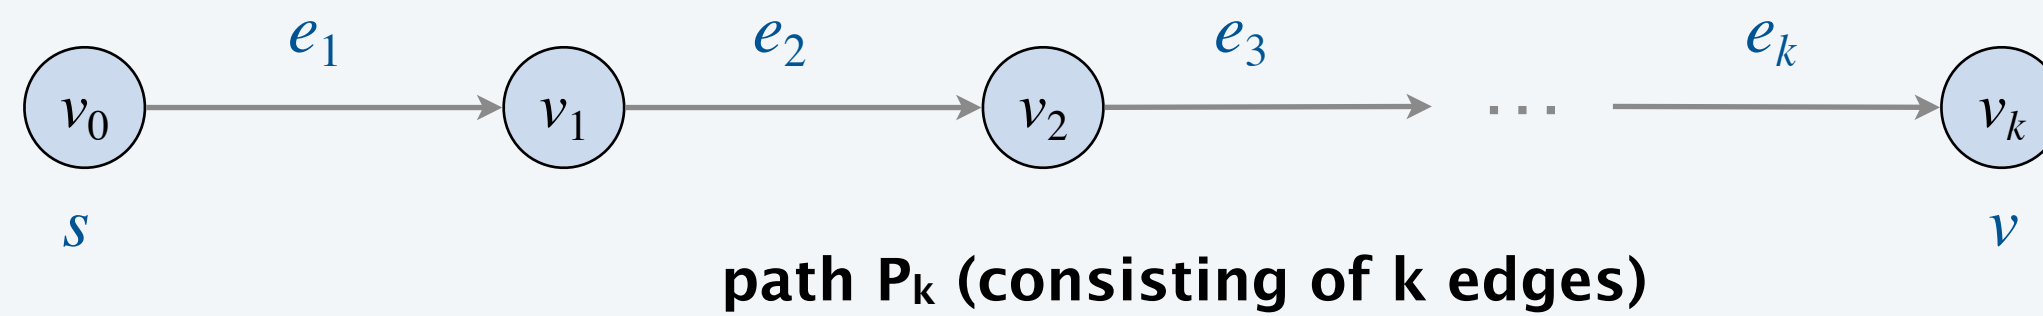 e₁ e₂ e₃ eₖ
v₀ v₁ v₂ ... vₖ
s v
path Pₖ (consisting of k edges)